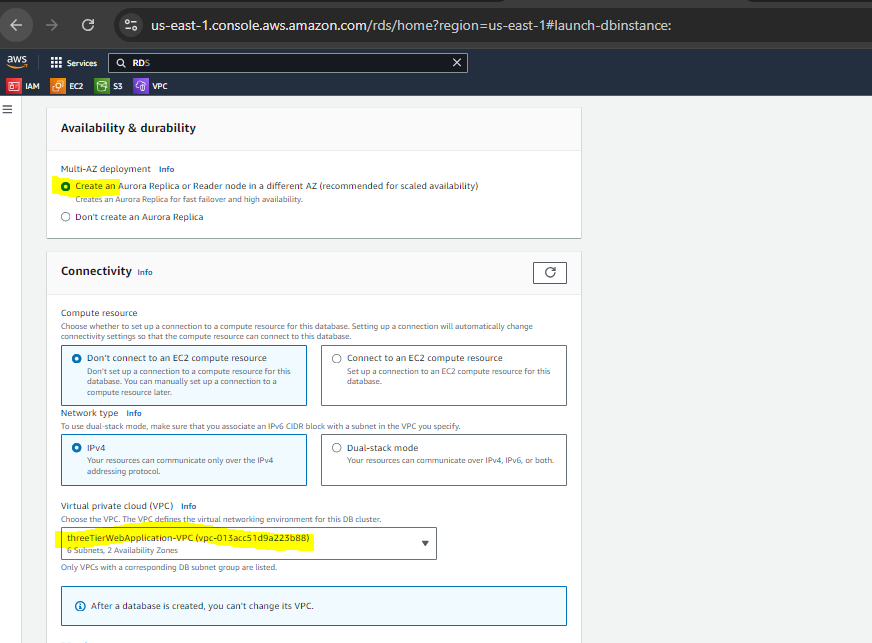 us-east-1.console.aws.amazon.com/rds/home?region=us-east-1#launch-dbinstance:
aws
Services
RDS
IAM
EC2
S3
VPC
Availability & durability
Multi-AZ deployment Info
Create an Aurora Replica or Reader node in a different AZ (recommended for scaled availability)
Creates an Aurora Replica for fast failover and high availability.
Don't create an Aurora Replica
Connectivity Info
Compute resource
Choose whether to set up a connection to a compute resource for this database. Setting up a connection will automatically change
connectivity settings so that the compute resource can connect to this database.
Don't connect to an EC2 compute resource
Don't set up a connection to a compute resource for this
database. You can manually set up a connection to a
compute resource later.
Connect to an EC2 compute resource
Set up a connection to an EC2 compute resource for this
database.
Network type Info
To use dual-stack mode, make sure that you associate an IPv6 CIDR block with a subnet in the VPC you specify.
IPv4
Your resources can communicate only over the IPv4
addressing protocol.
Dual-stack mode
Your resources can communicate over IPv4, IPv6, or both.
Virtual private cloud (VPC) Info
Choose the VPC. The VPC defines the virtual networking environment for this DB cluster.
threeTierWebApplication-VPC (vpc-013acc51d9a223b88)
6 Subnets, 2 Availability Zones
Only VPCs with a corresponding DB subnet group are listed.
After a database is created, you can't change its VPC.